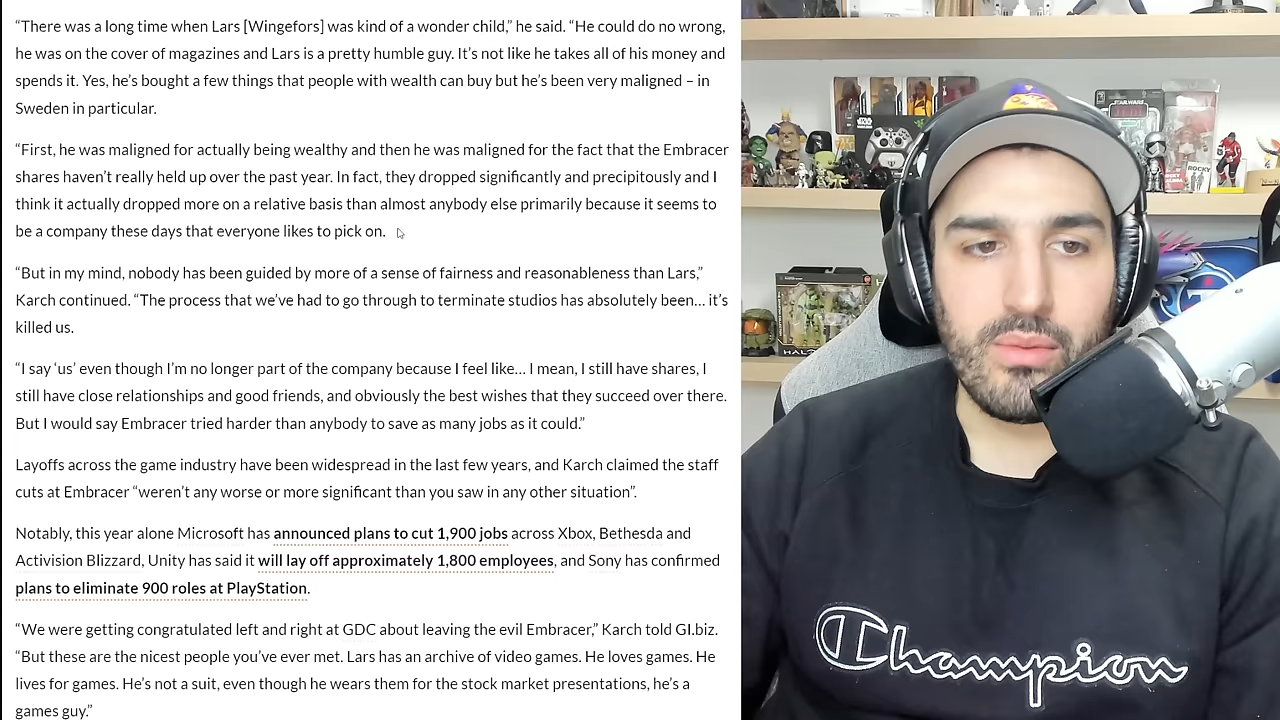 “There was a long time when Lars [Wingefors] was kind of a wonder child,” he said. “He could do no wrong,
he was on the cover of magazines and Lars is a pretty humble guy. It’s not like he takes all of his money and
spends it. Yes, he’s bought a few things that people with wealth can buy but he’s been very maligned – in
Sweden in particular.
“First, he was maligned for actually being wealthy and then he was maligned for the fact that the Embracer
shares haven’t really held up over the past year. In fact, they dropped significantly and precipitously and I
think it actually dropped more on a relative basis than almost anybody else primarily because it seems to
be a company these days that everyone likes to pick on.
“But in my mind, nobody has been guided by more of a sense of fairness and reasonableness than Lars,”
Karch continued. “The process that we’ve had to go through to terminate studios has absolutely been… it’s
killed us.
“I say ‘us’ even though I’m no longer part of the company because I feel like… I mean, I still have shares, I
still have close relationships and good friends, and obviously the best wishes that they succeed over there.
But I would say Embracer tried harder than anybody to save as many jobs as it could.”
Layoffs across the game industry have been widespread in the last few years, and Karch claimed the staff
cuts at Embracer “weren’t any worse or more significant than you saw in any other situation”.
Notably, this year alone Microsoft has announced plans to cut 1,900 jobs across Xbox, Bethesda and
Activision Blizzard, Unity has said it will lay off approximately 1,800 employees, and Sony has confirmed
plans to eliminate 900 roles at PlayStation.
“We were getting congratulated left and right at GDC about leaving the evil Embracer,” Karch told GI.biz.
“But these are the nicest people you’ve ever met. Lars has an archive of video games. He loves games. He
lives for games. He’s not a suit, even though he wears them for the stock market presentations, he’s a
games guy.”
STAR WARS
ROCKY
HALO
Champion